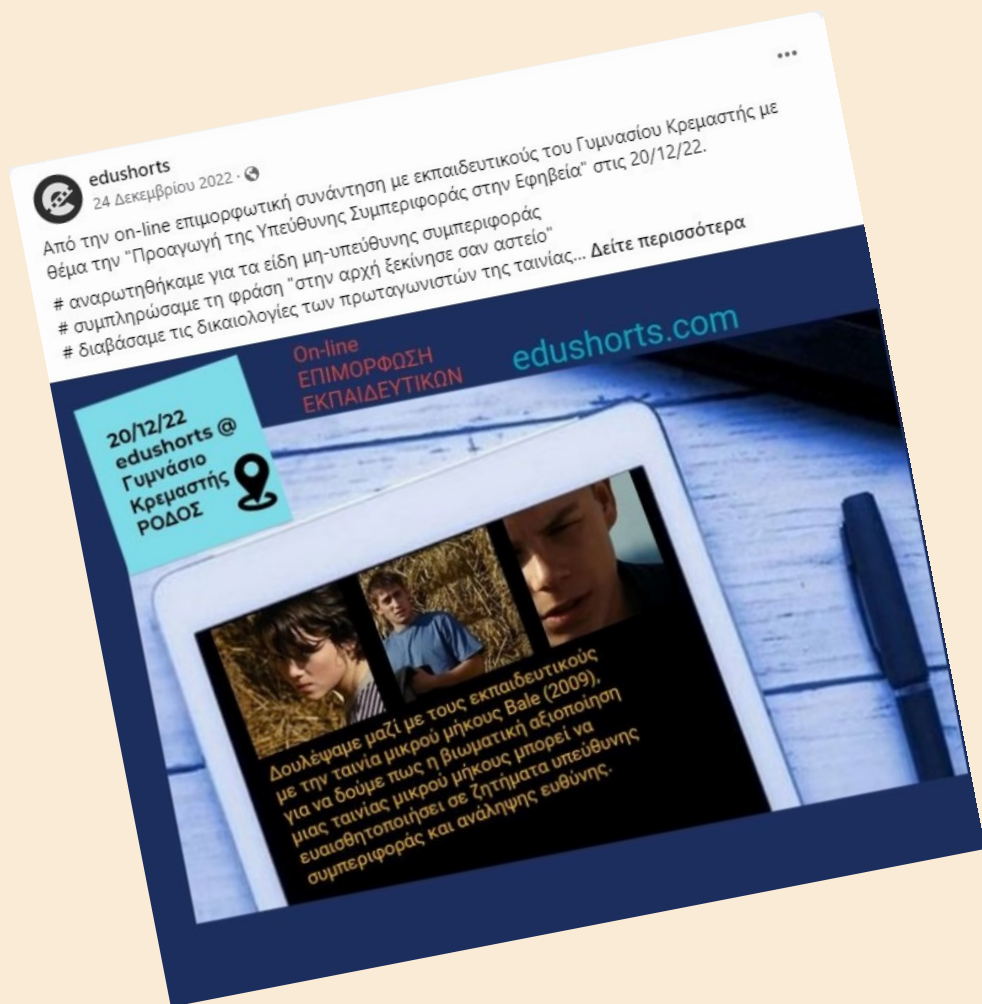 edushorts
24 Δεκεμβρίου 2022 ·
Από την on-line επιμορφωτική συνάντηση με εκπαιδευτικούς του Γυμνασίου Κρεμαστής με
θέμα την "Προαγωγή της Υπεύθυνης Συμπεριφοράς στην Εφηβεία" στις 20/12/22.
# αναρωτηθήκαμε για τα είδη μη-υπεύθυνης συμπεριφοράς
# συμπληρώσαμε τη φράση "στην αρχή ξεκίνησε σαν αστείο"
# διαβάσαμε τις δικαιολογίες των πρωταγωνιστών της ταινίας... Δείτε περισσότερα
On-line
ΕΠΙΜΟΡΦΩΣΗ
ΕΚΠΑΙΔΕΥΤΙΚΩΝ
edushorts.com
20/12/22
edushorts @
Γυμνάσιο
Κρεμαστής
ΡΟΔΟΣ
Δουλέψαμε μαζί με τους εκπαιδευτικούς
με την ταινία μικρού μήκους Bale (2009),
για να δούμε πως η βιωματική αξιοποίηση
μιας ταινίας μικρού μήκους μπορεί να
ευαισθητοποιήσει σε ζητήματα υπεύθυνης
συμπεριφοράς και ανάληψης ευθύνης.